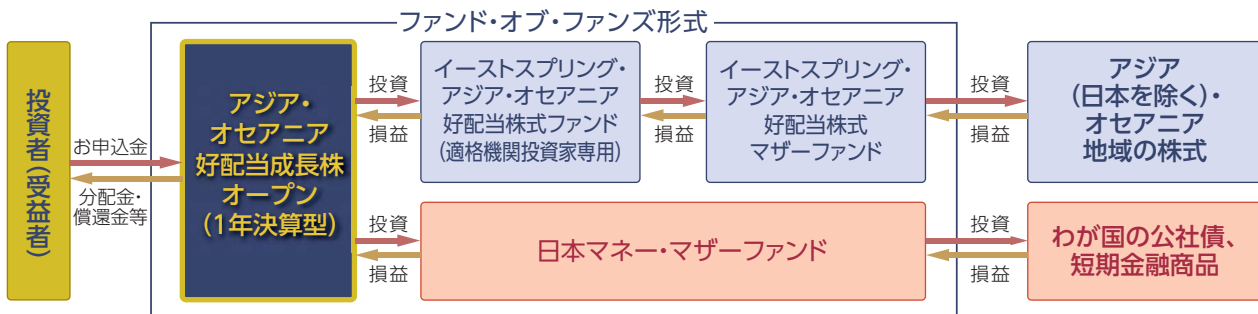 ファンド・オブ・ファンズ形式
投資者(受益者)
お申込金
分配金・
償還金等
アジア・
オセアニア
好配当成長株
オープン
(1年決算型)
投資
損益
イーストスプリング・
アジア・オセアニア
好配当株式ファンド
(適格機関投資家専用)
投資
損益
イーストスプリング・
アジア・オセアニア
好配当株式
マザーファンド
投資
損益
アジア
(日本を除く)・
オセアニア
地域の株式
投資
損益
日本マネー・マザーファンド
投資
損益
わが国の公社債、
短期金融商品